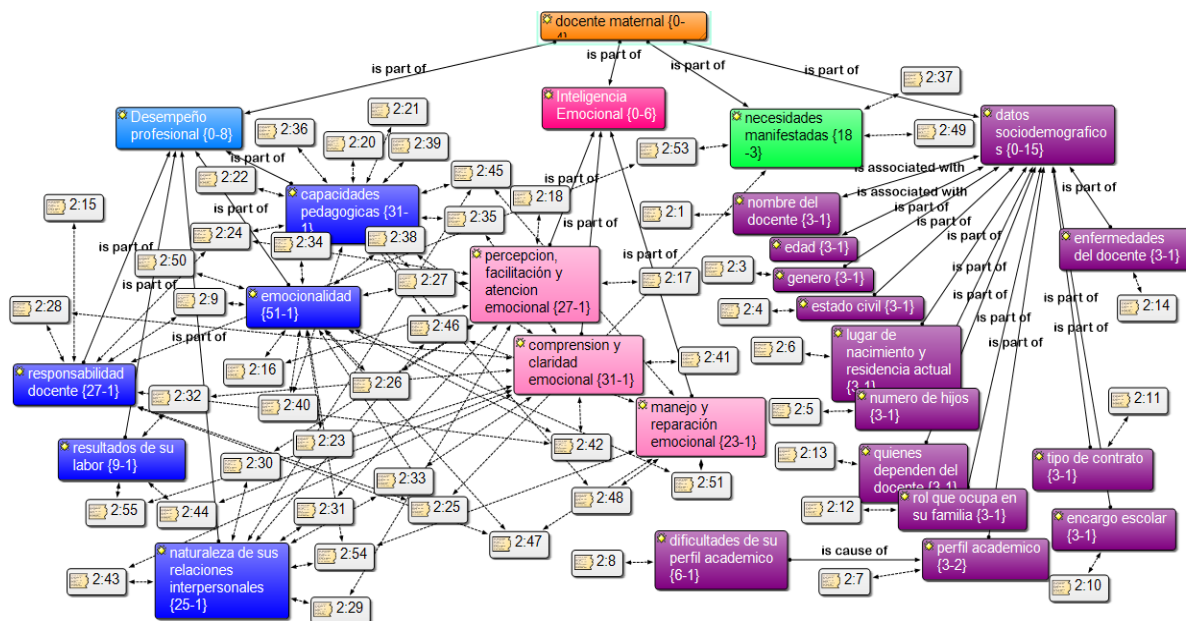 docente maternal {0-
4}
is part of
is part of
is part of
is part of
2:37
Desempeño
profesional {0-8}
2:21
2:36
2:20
2:39
Inteligencia
Emocional {0-6}
necesidades
manifestadas {18
-3}
datos
sociodemografico
s {0-15}
2:49
2:53
is part of
2:22
2:45
is part of
is associated with
2:15
capacidades
pedagogicas {31-
1}
2:18
is associated with
nombre del
docente {3-1}
2:1
is part of
2:35
is part of
is part of
is part of
2:24
2:34
2:38
is part of
edad {3-1}
is part of
enfermedades
del docente {3-1}
is part of
2:50
percepcion,
facilitación y
atencion
emocional {27-1}
2:3
genero {3-1}
is part of
2:17
2:27
is part of
2:9
emocionalidad
{51-1}
2:4
estado civil {3-1}
is part of
2:14
2:28
is part of
2:46
lugar de
nacimiento y
residencia actual
{3-1}
is part of
is part of
comprension y
claridad
emocional {31-1}
2:41
2:6
is part of
2:16
responsabilidad
docente {27-1}
2:32
2:26
2:40
manejo y
reparación
emocional {23-1}
2:5
numero de hijos
{3-1}
2:11
2:23
2:42
resultados de su
labor {9-1}
2:13
quienes
dependen del
docente {3-1}
tipo de contrato
{3-1}
2:30
2:33
2:51
2:55
2:44
2:31
2:25
2:48
2:12
rol que ocupa en
su familia {3-1}
encargo escolar
{3-1}
2:47
naturaleza de sus
relaciones
interpersonales
{25-1}
2:54
dificultades de su
perfil academico
{6-1}
is cause of
perfil academico
{3-2}
2:8
2:43
2:7
2:10
2:29